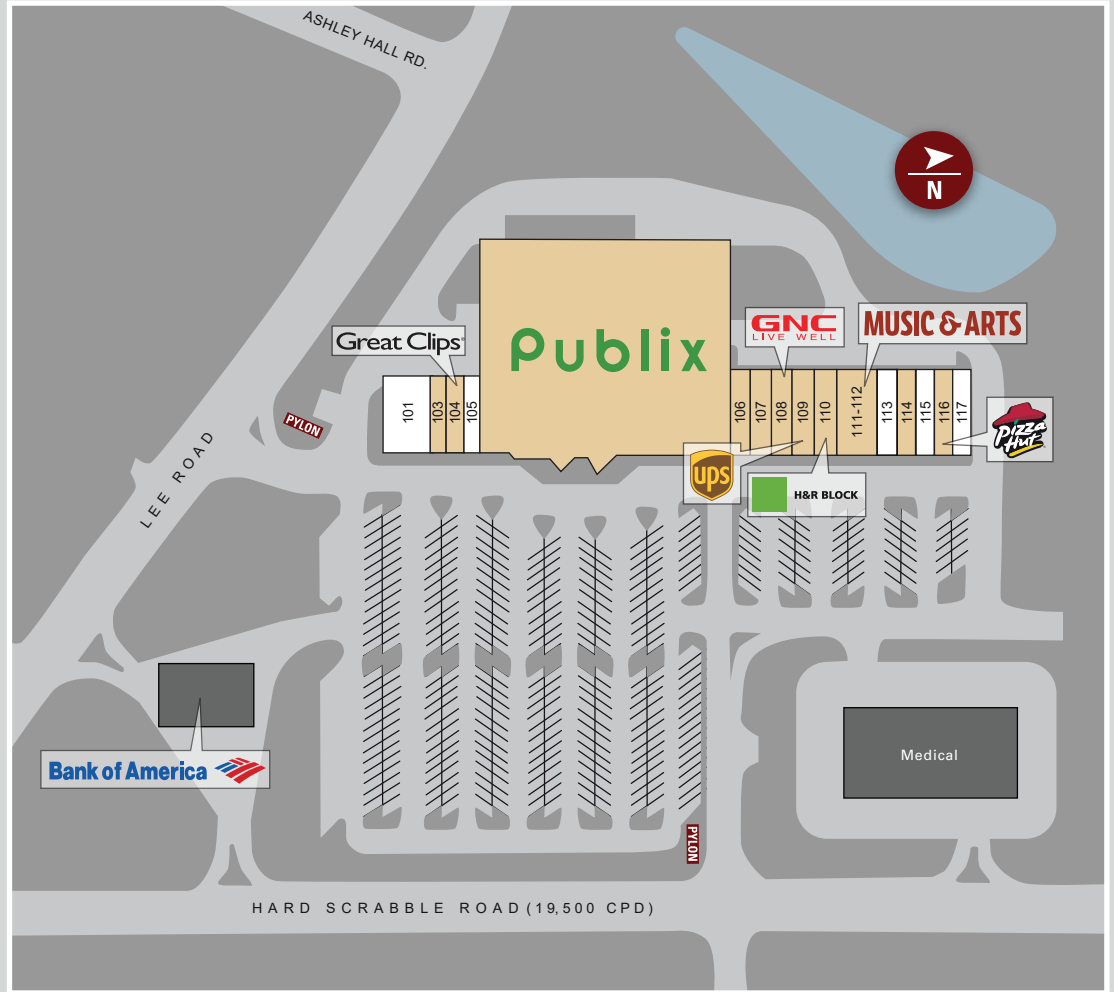 ASHLEY HALL RD.
N
GNC
LIVE WELL
MUSIC & ARTS
Great Clips
Publix
101
103
104
105
106
107
108
109
110
111-112
113
114
115
116
117
PYLON
Pizza
Hut
ups
H&R BLOCK
LEE ROAD
Bank of America
Medical
PYLON
HARD SCRABBLE ROAD (19,500 CPD)